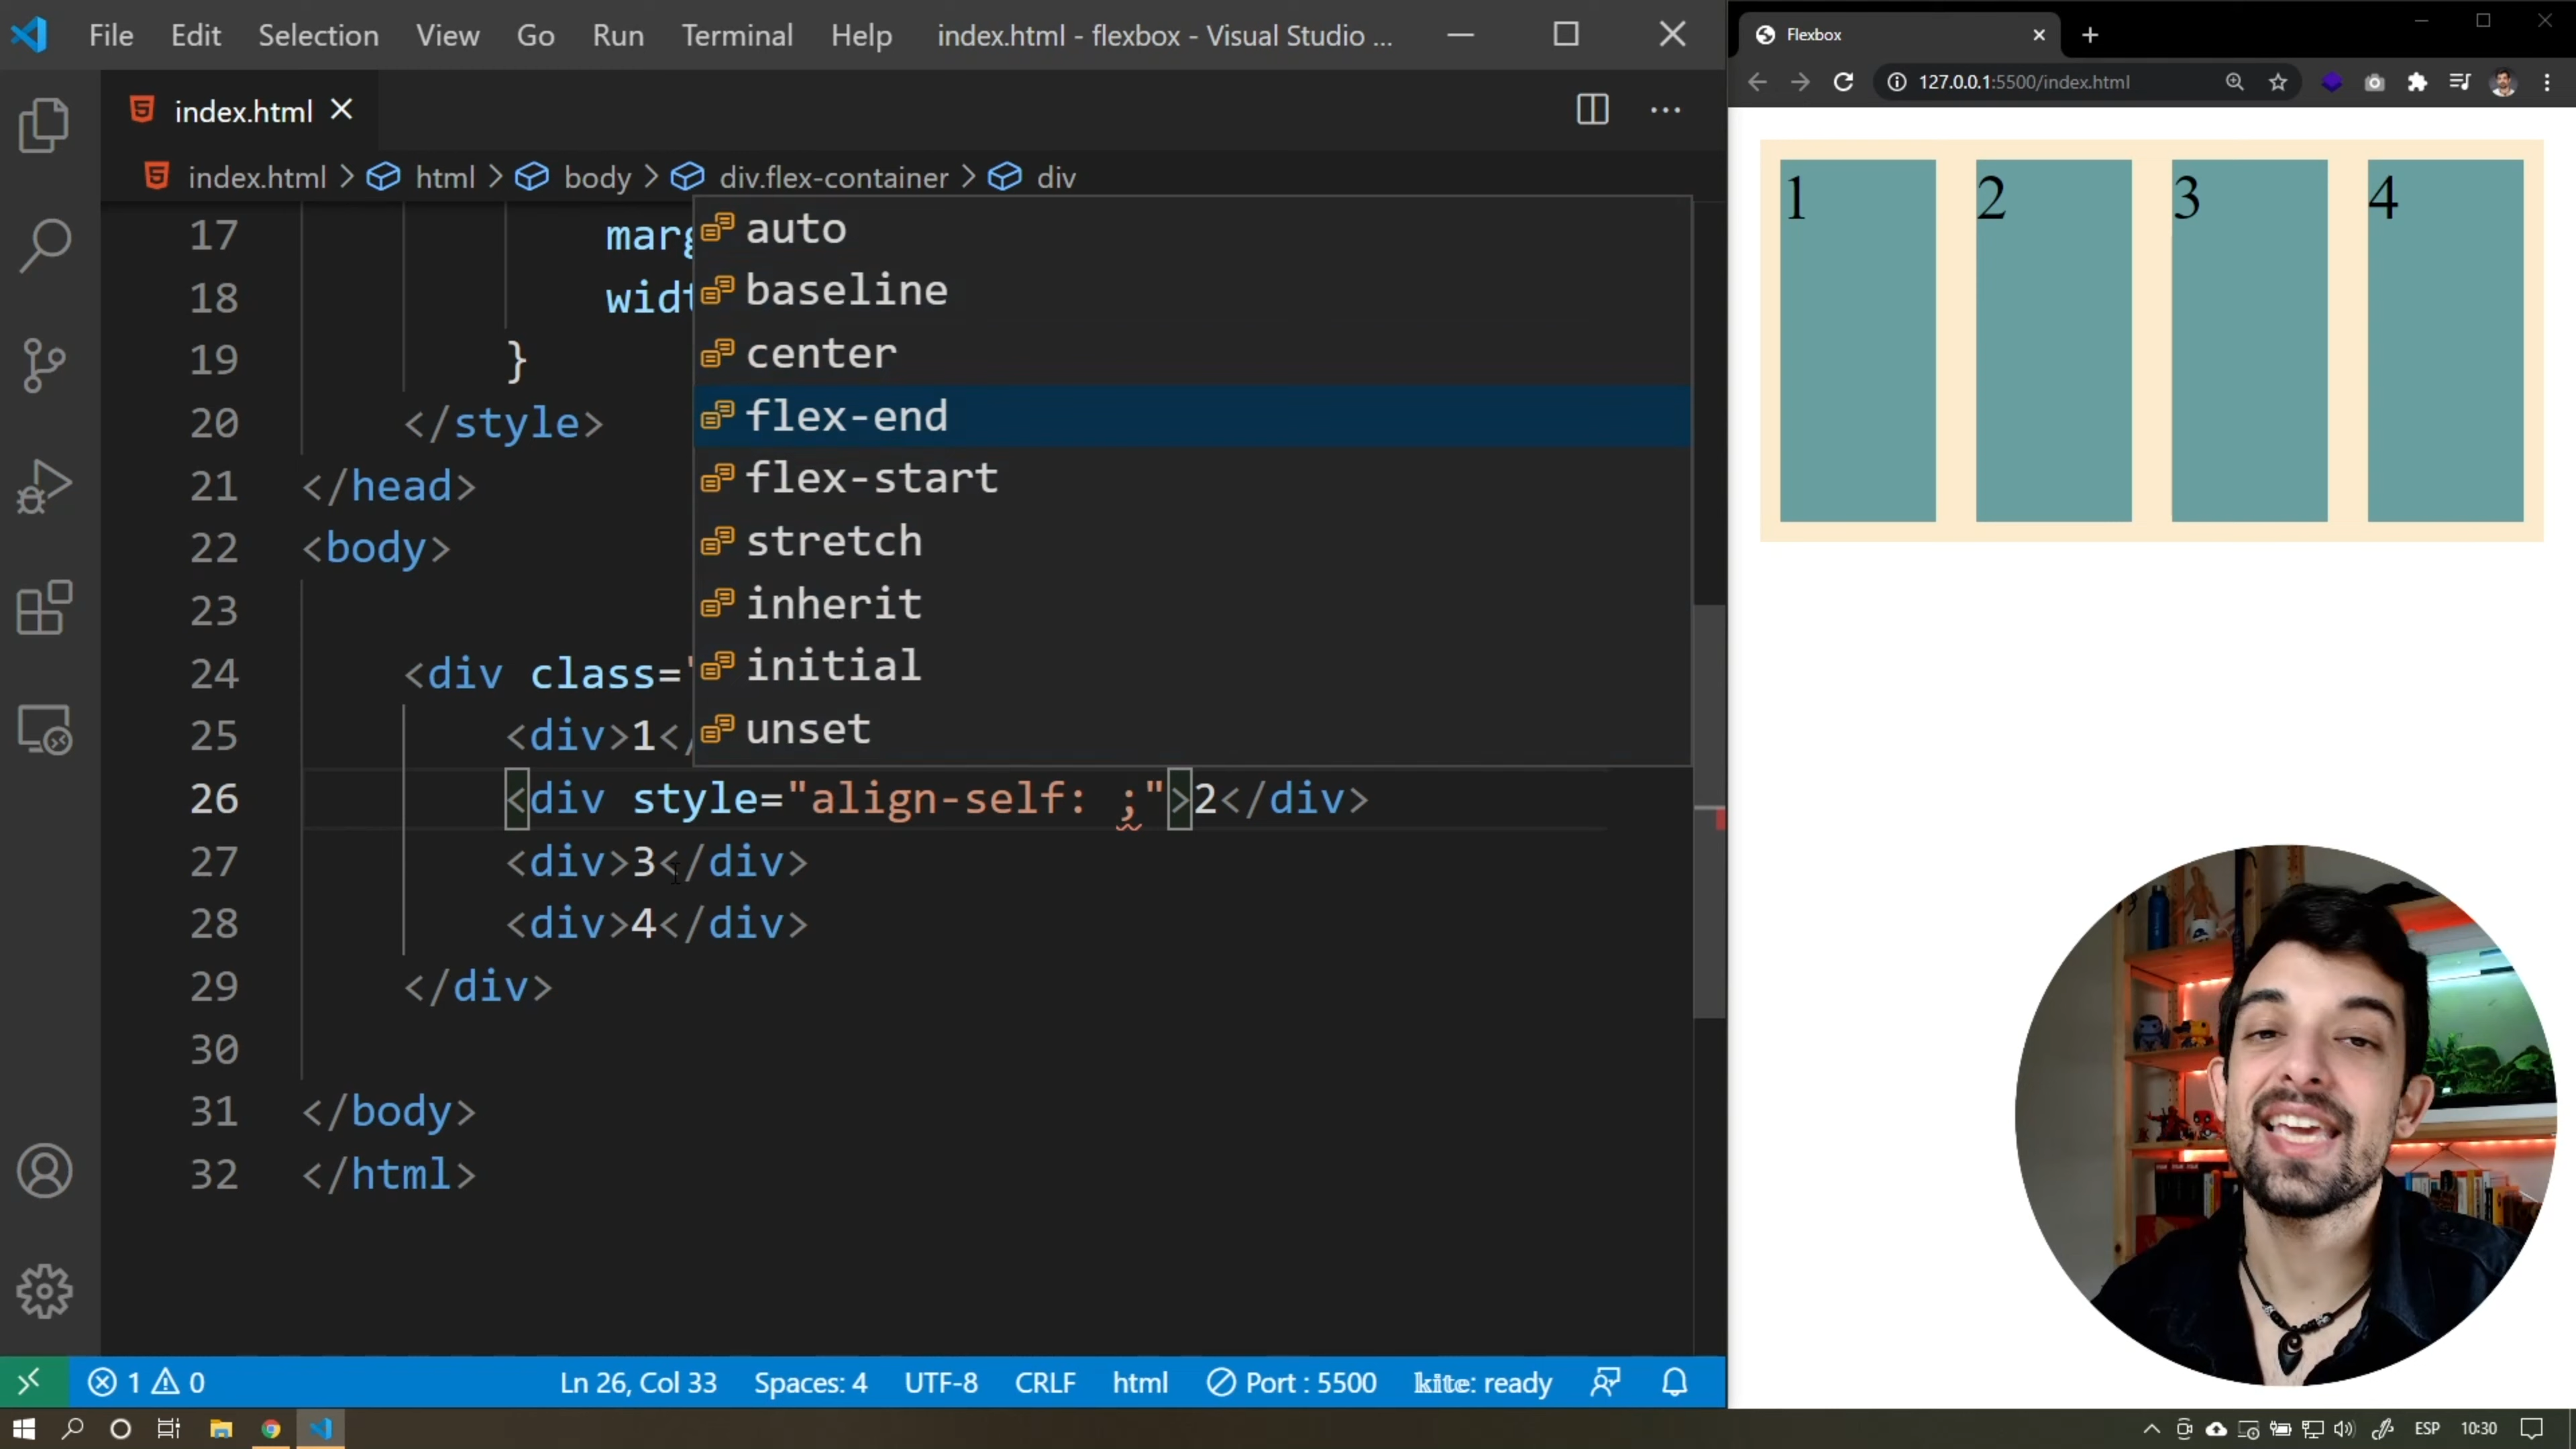 File Edit Selection View Go Run Terminal Help index.html - flexbox - Visual Studio ...
index.html
index.html > html > body > div.flex-container > div
17 marg
18 widt
19 }
20 </style>
21 </head>
22 <body>
23
24 <div class="
25 <div>1</
26 <div style="align-self: ;">2</div>
27 <div>3</div>
28 <div>4</div>
29 </div>
30
31 </body>
32 </html>
auto
baseline
center
flex-end
flex-start
stretch
inherit
initial
unset
1 0 Ln 26, Col 33 Spaces: 4 UTF-8 CRLF html Port : 5500 kite: ready
Flexbox
127.0.0.1:5500/index.html
1 2 3 4
ESP 10:30